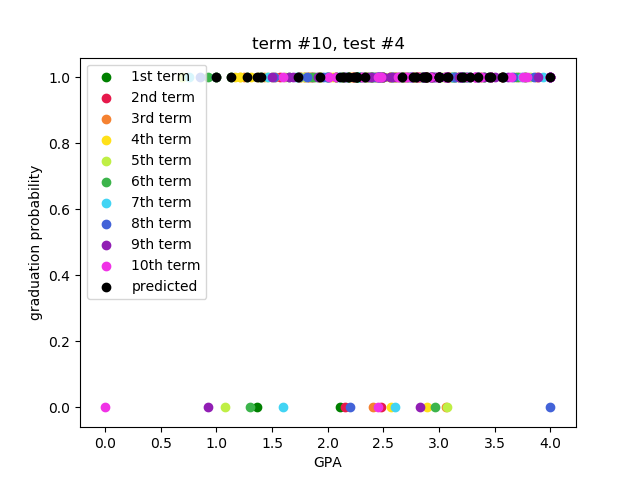 term #10, test #4
1.0
0.8
0.6
0.4
0.2
0.0
graduation probability
1st term
2nd term
3rd term
4th term
5th term
6th term
7th term
8th term
9th term
10th term
predicted
0.0 0.5 1.0 1.5 2.0 2.5 3.0 3.5 4.0
GPA